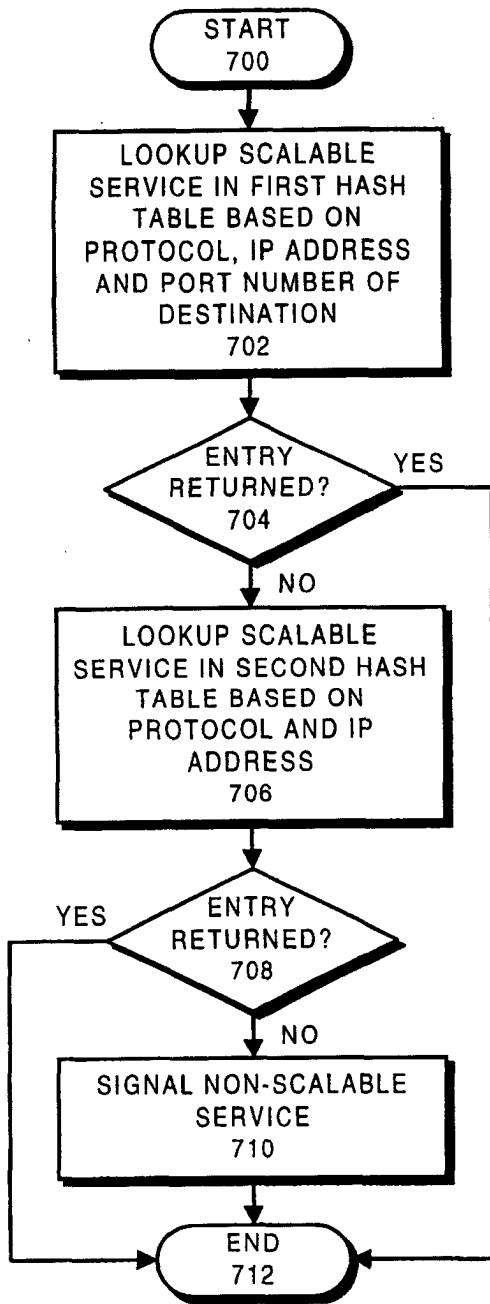 START
700
LOOKUP SCALABLE
SERVICE IN FIRST HASH
TABLE BASED ON
PROTOCOL, IP ADDRESS
AND PORT NUMBER OF
DESTINATION
702
ENTRY
RETURNED?
704
YES
NO
LOOKUP SCALABLE
SERVICE IN SECOND HASH
TABLE BASED ON
PROTOCOL AND IP
ADDRESS
706
YES
ENTRY
RETURNED?
708
NO
SIGNAL NON-SCALABLE
SERVICE
710
END
712